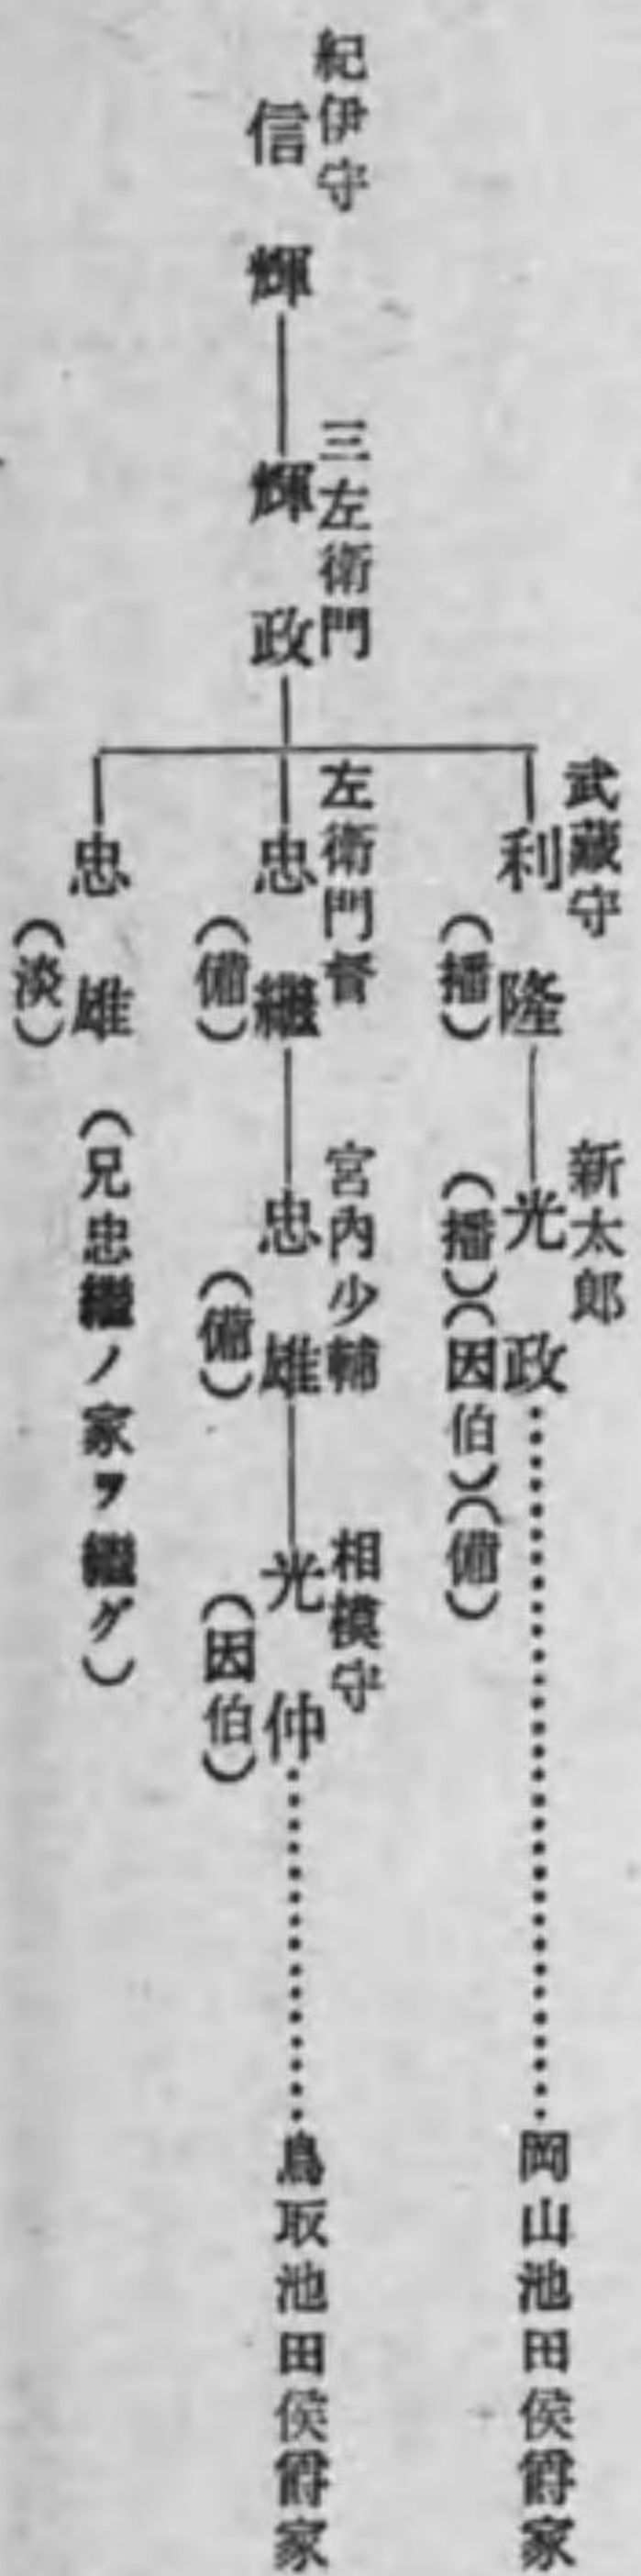 紀伊守
信輝
三左衛門
輝政
武蔵守
利隆
(播)
新太郎
光政
(播)(因伯)(備)
岡山池田侯爵家
左衛門督
忠繼
(備)
宮內少輔
忠雄
(備)
相模守
光仲
(因伯)
鳥取池田侯爵家
忠雄
(淡)
(兄忠繼ノ家ヲ繼グ)